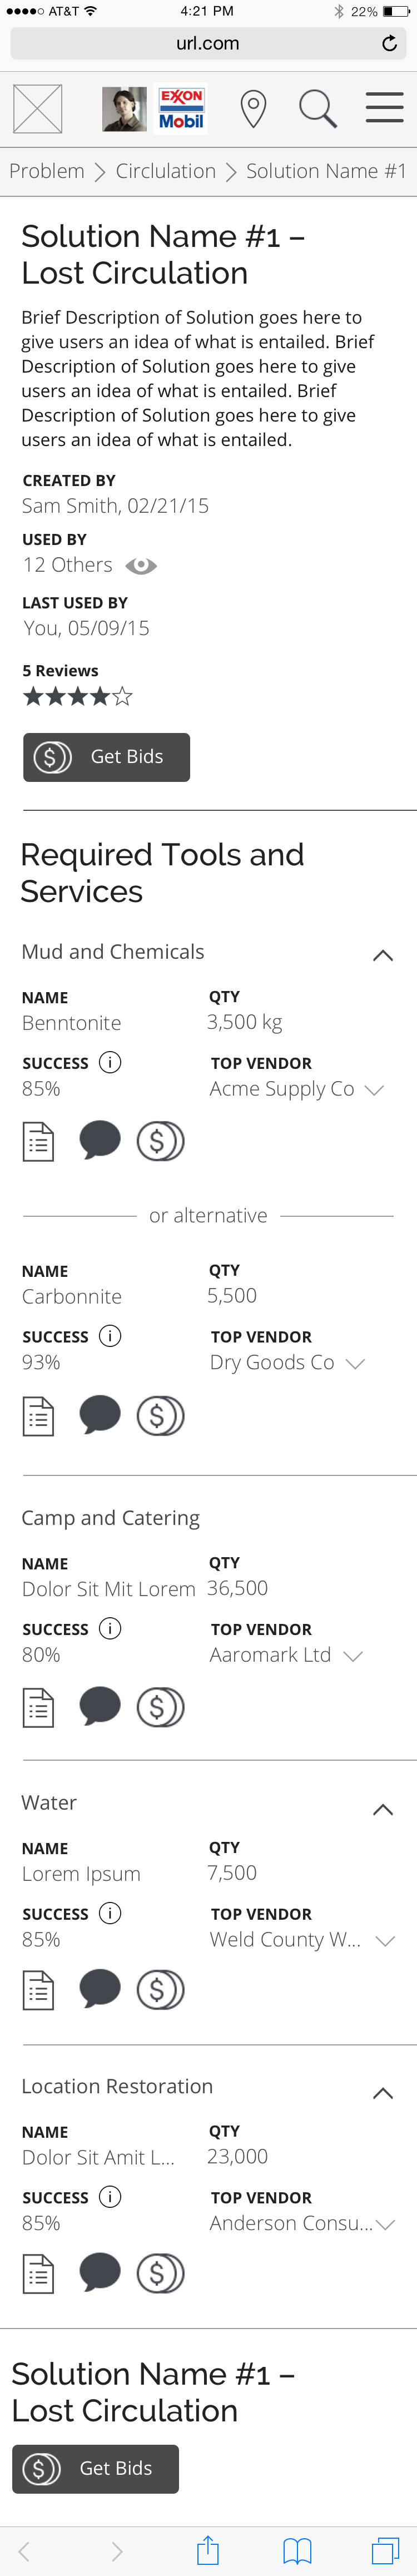 AT&T 4:21 PM 22%
url.com
EXXON
Mobil
Problem Circlulation Solution Name #1
Solution Name #1 –
Lost Circulation
Brief Description of Solution goes here to
give users an idea of what is entailed. Brief
Description of Solution goes here to give
users an idea of what is entailed. Brief
Description of Solution goes here to give
users an idea of what is entailed.
CREATED BY
Sam Smith, 02/21/15
USED BY
12 Others
LAST USED BY
You, 05/09/15
5 Reviews
$ Get Bids
Required Tools and
Services
Mud and Chemicals
NAME QTY
Benntonite 3,500 kg
SUCCESS i TOP VENDOR
85% Acme Supply Co
$
or alternative
NAME QTY
Carbonnite 5,500
SUCCESS i TOP VENDOR
93% Dry Goods Co
$
Camp and Catering
NAME QTY
Dolor Sit Mit Lorem 36,500
SUCCESS i TOP VENDOR
80% Aaromark Ltd
$
Water
NAME QTY
Lorem Ipsum 7,500
SUCCESS i TOP VENDOR
85% Weld County W...
$
Location Restoration
NAME QTY
Dolor Sit Amit L... 23,000
SUCCESS i TOP VENDOR
85% Anderson Consu...
$
Solution Name #1 –
Lost Circulation
$ Get Bids